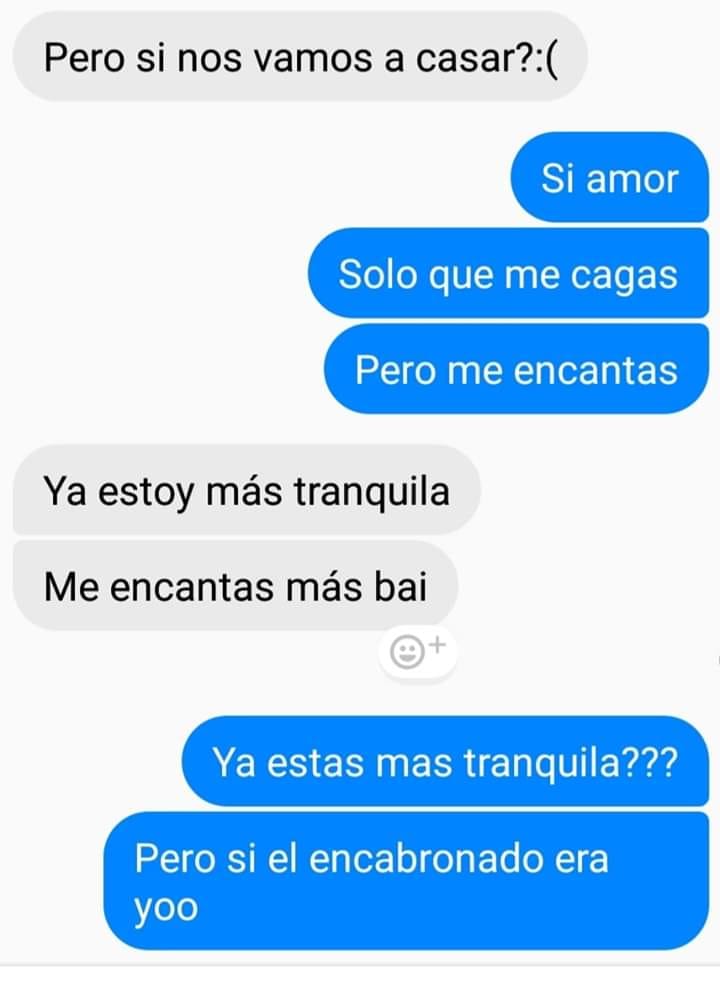 Pero si nos vamos a casar?:(
Si amor
Solo que me cagas
Pero me encantas
Ya estoy más tranquila
Me encantas más bai
Ya estas mas tranquila???
Pero si el encabronado era
yoo